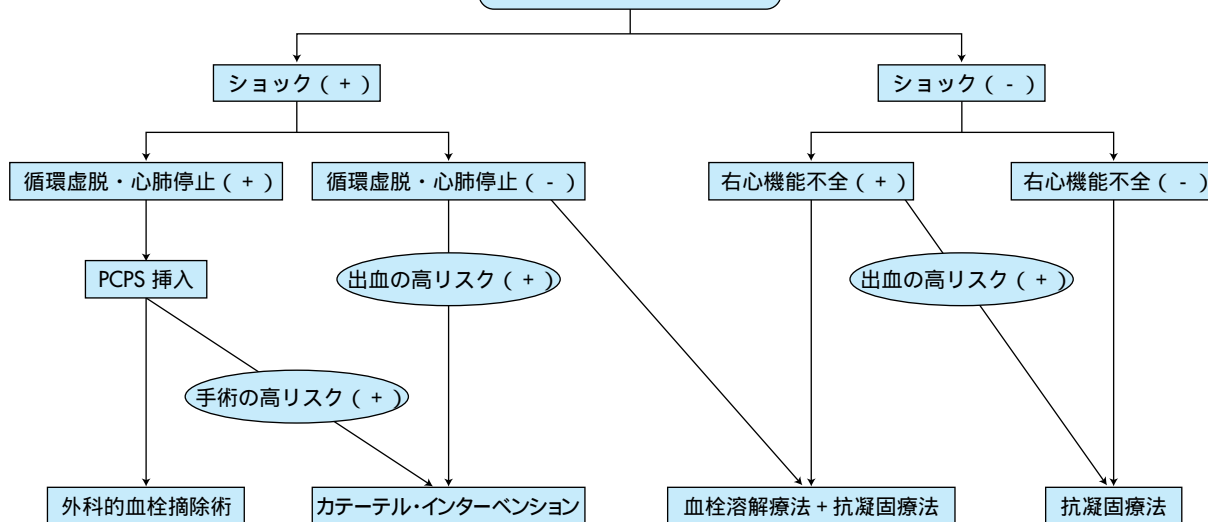 ショック ( + )
ショック ( - )
循環虚脱・心肺停止 ( + )
循環虚脱・心肺停止 ( - )
右心機能不全 ( + )
右心機能不全 ( - )
PCPS 挿入
出血の高リスク ( + )
出血の高リスク ( + )
手術の高リスク ( + )
外科的血栓摘除術
カテーテル・インターベンション
血栓溶解療法 + 抗凝固療法
抗凝固療法